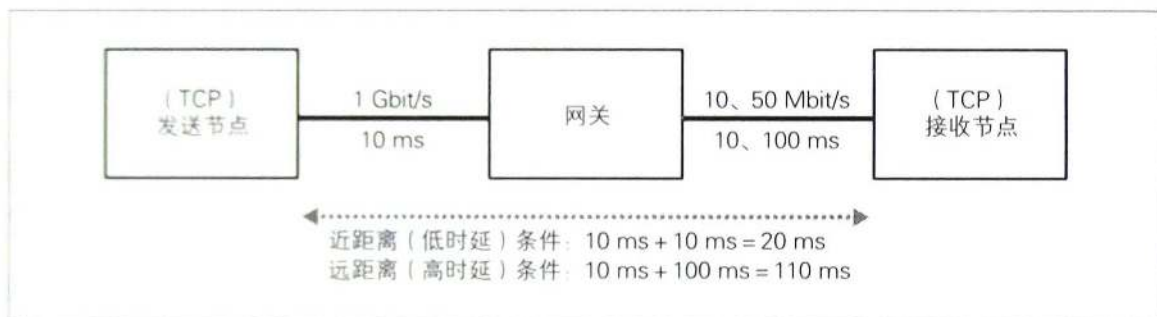 （TCP）
发送节点
1 Gbit/s
10 ms
网关
10、50 Mbit/s
10、100 ms
（TCP）
接收节点
近距离（低时延）条件：10 ms + 10 ms = 20 ms
远距离（高时延）条件：10 ms + 100 ms = 110 ms